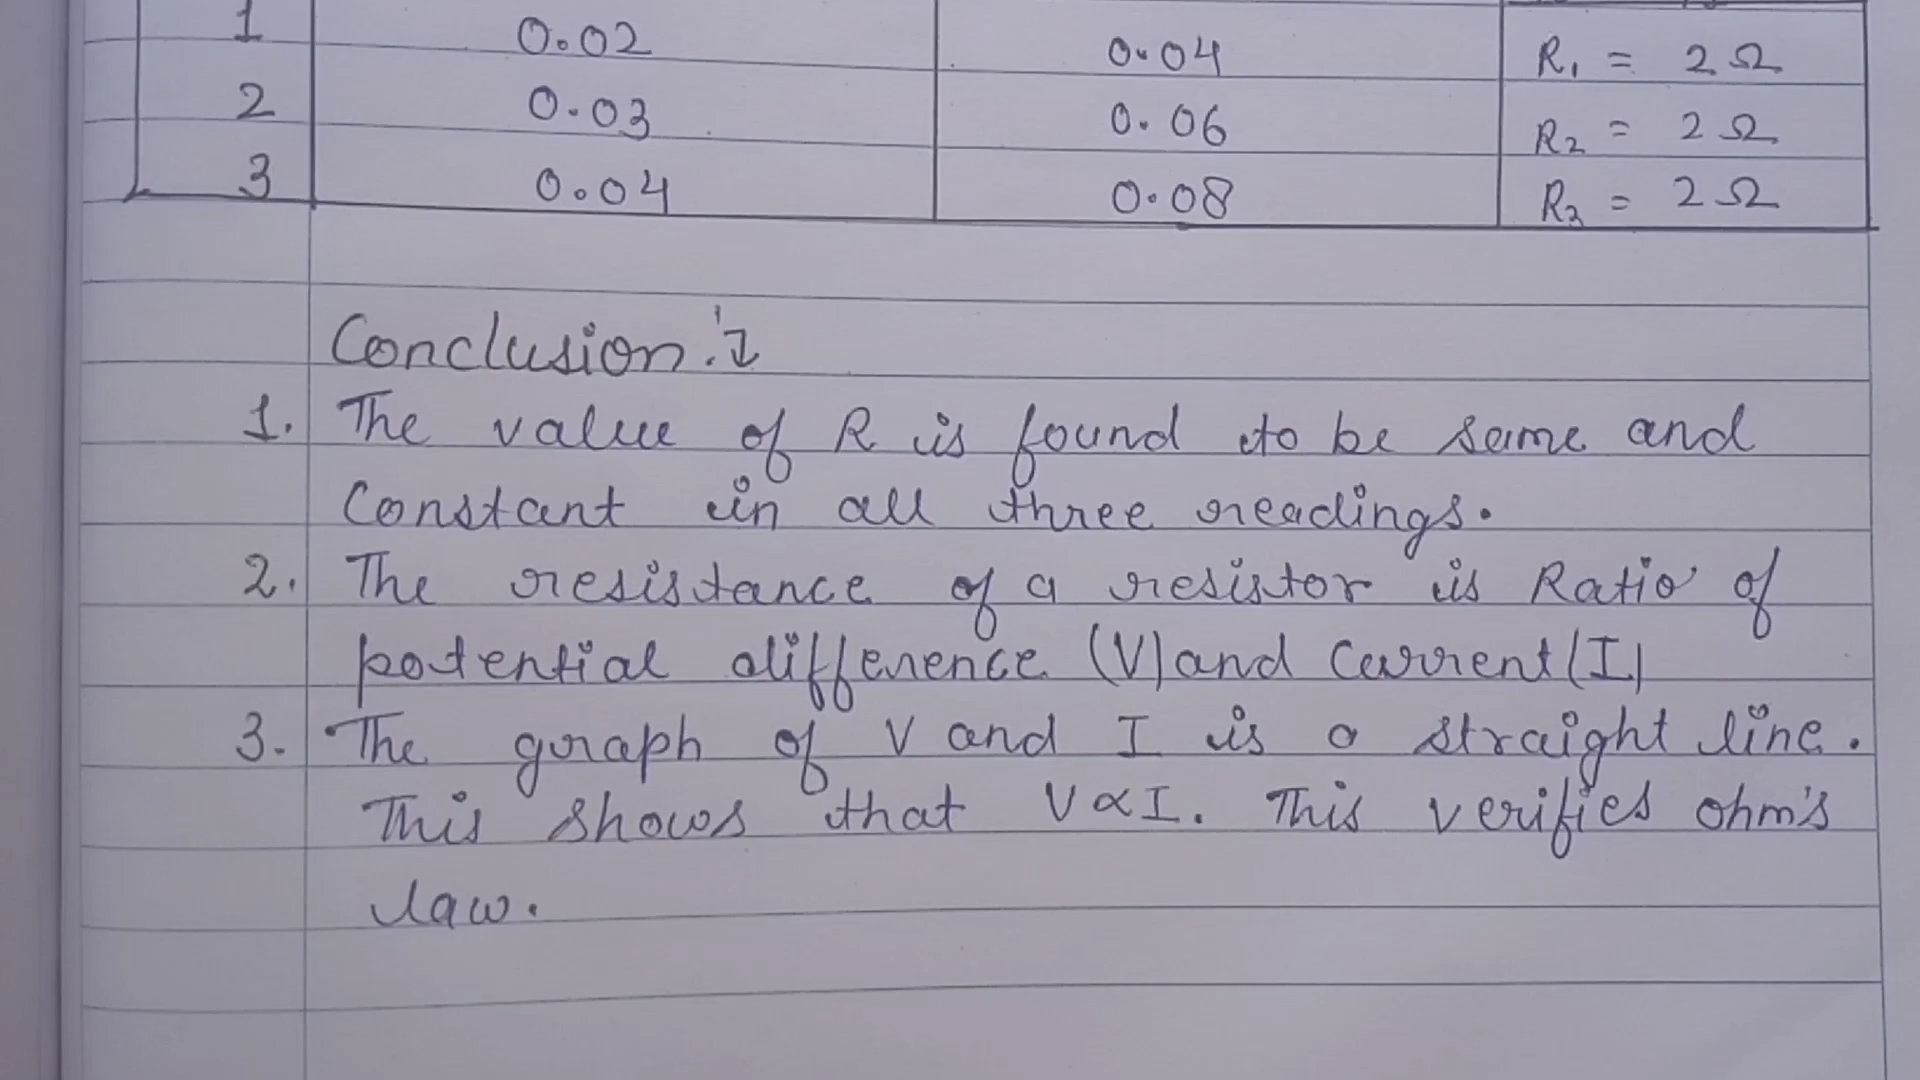 1 0.02 0.04 R1 = 2 Ω
2 0.03 0.06 R2 = 2 Ω
3 0.04 0.08 R3 = 2 Ω
Conclusion :-
1. The value of R is found to be same and
Constant in all three readings.
2. The resistance of a resistor is Ratio of
potential difference (V) and Current (I)
3. The graph of V and I is a straight line.
This shows that V ∝ I. This verifies ohm's
law.